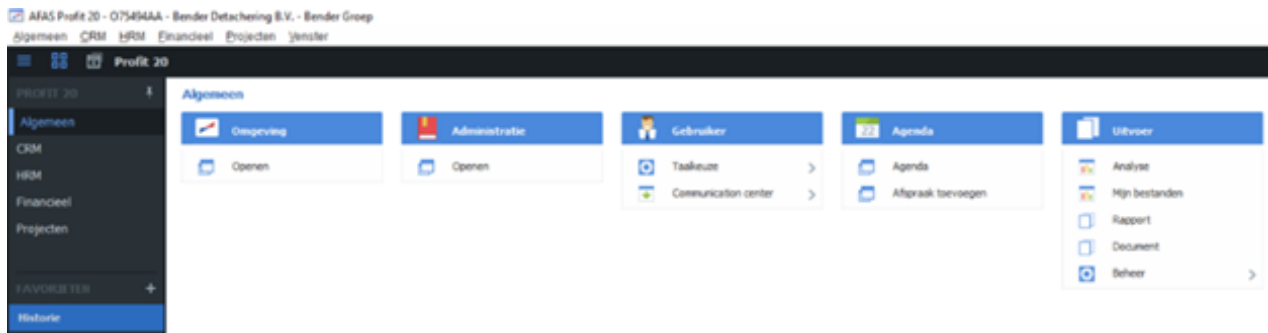 AFAS Profit 20 - O75494AA - Bender Detachering B.V. - Bender Groep
Algemeen CRM HRM Financieel Projecten Venster
Profit 20
PROFIT 20
Algemeen
CRM
HRM
Financieel
Projecten
FAVORIETEN +
Historie
Algemeen
Omgeving
Openen
Administratie
Openen
Gebruiker
Taalkeuze
Communication center
22 Agenda
Agenda
Afspraak toevoegen
Uitvoer
Analyse
Mijn bestanden
Rapport
Document
Beheer